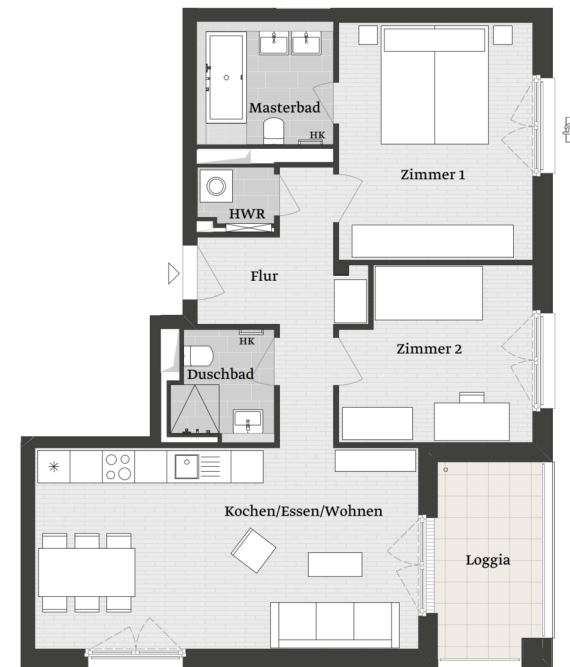 Masterbad
HK
Zimmer 1
HWR
Flur
HK
Zimmer 2
Duschbad
Kochen/Essen/Wohnen
Loggia